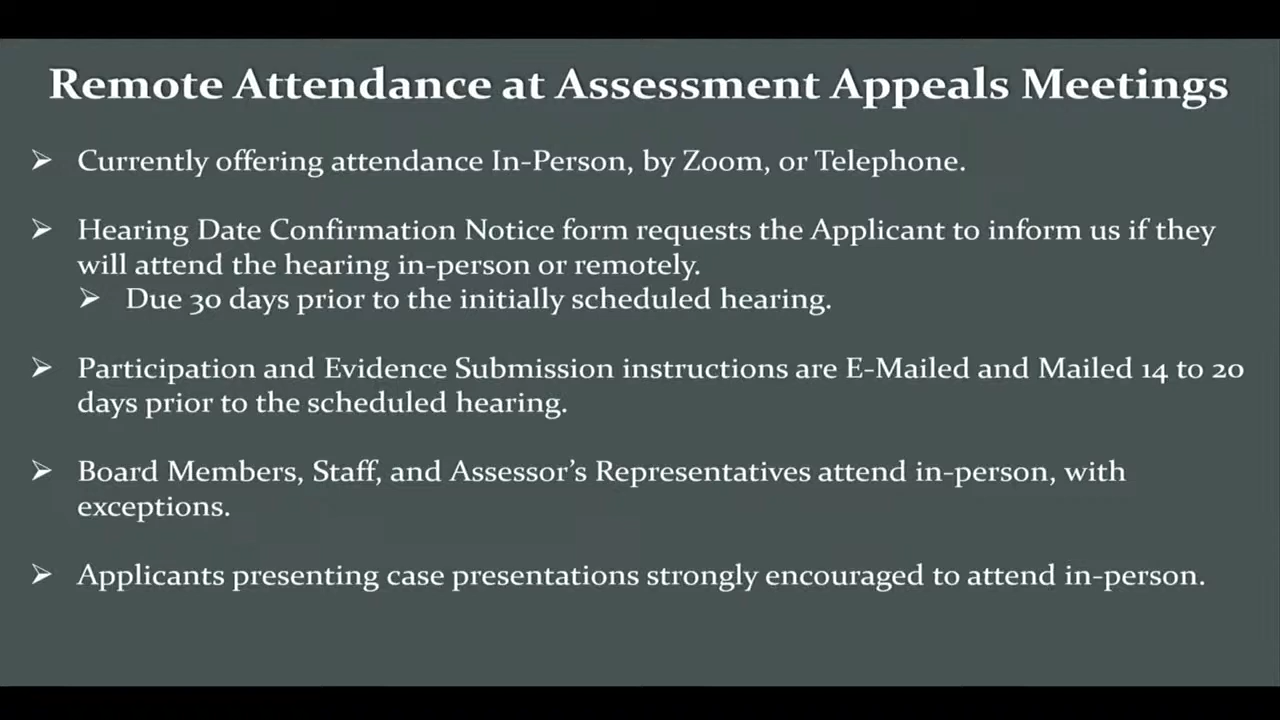 Remote Attendance at Assessment Appeals Meetings
➢ Currently offering attendance In-Person, by Zoom, or Telephone.
➢ Hearing Date Confirmation Notice form requests the Applicant to inform us if they
will attend the hearing in-person or remotely.
➢ Due 30 days prior to the initially scheduled hearing.
➢ Participation and Evidence Submission instructions are E-Mailed and Mailed 14 to 20
days prior to the scheduled hearing.
➢ Board Members, Staff, and Assessor’s Representatives attend in-person, with
exceptions.
➢ Applicants presenting case presentations strongly encouraged to attend in-person.